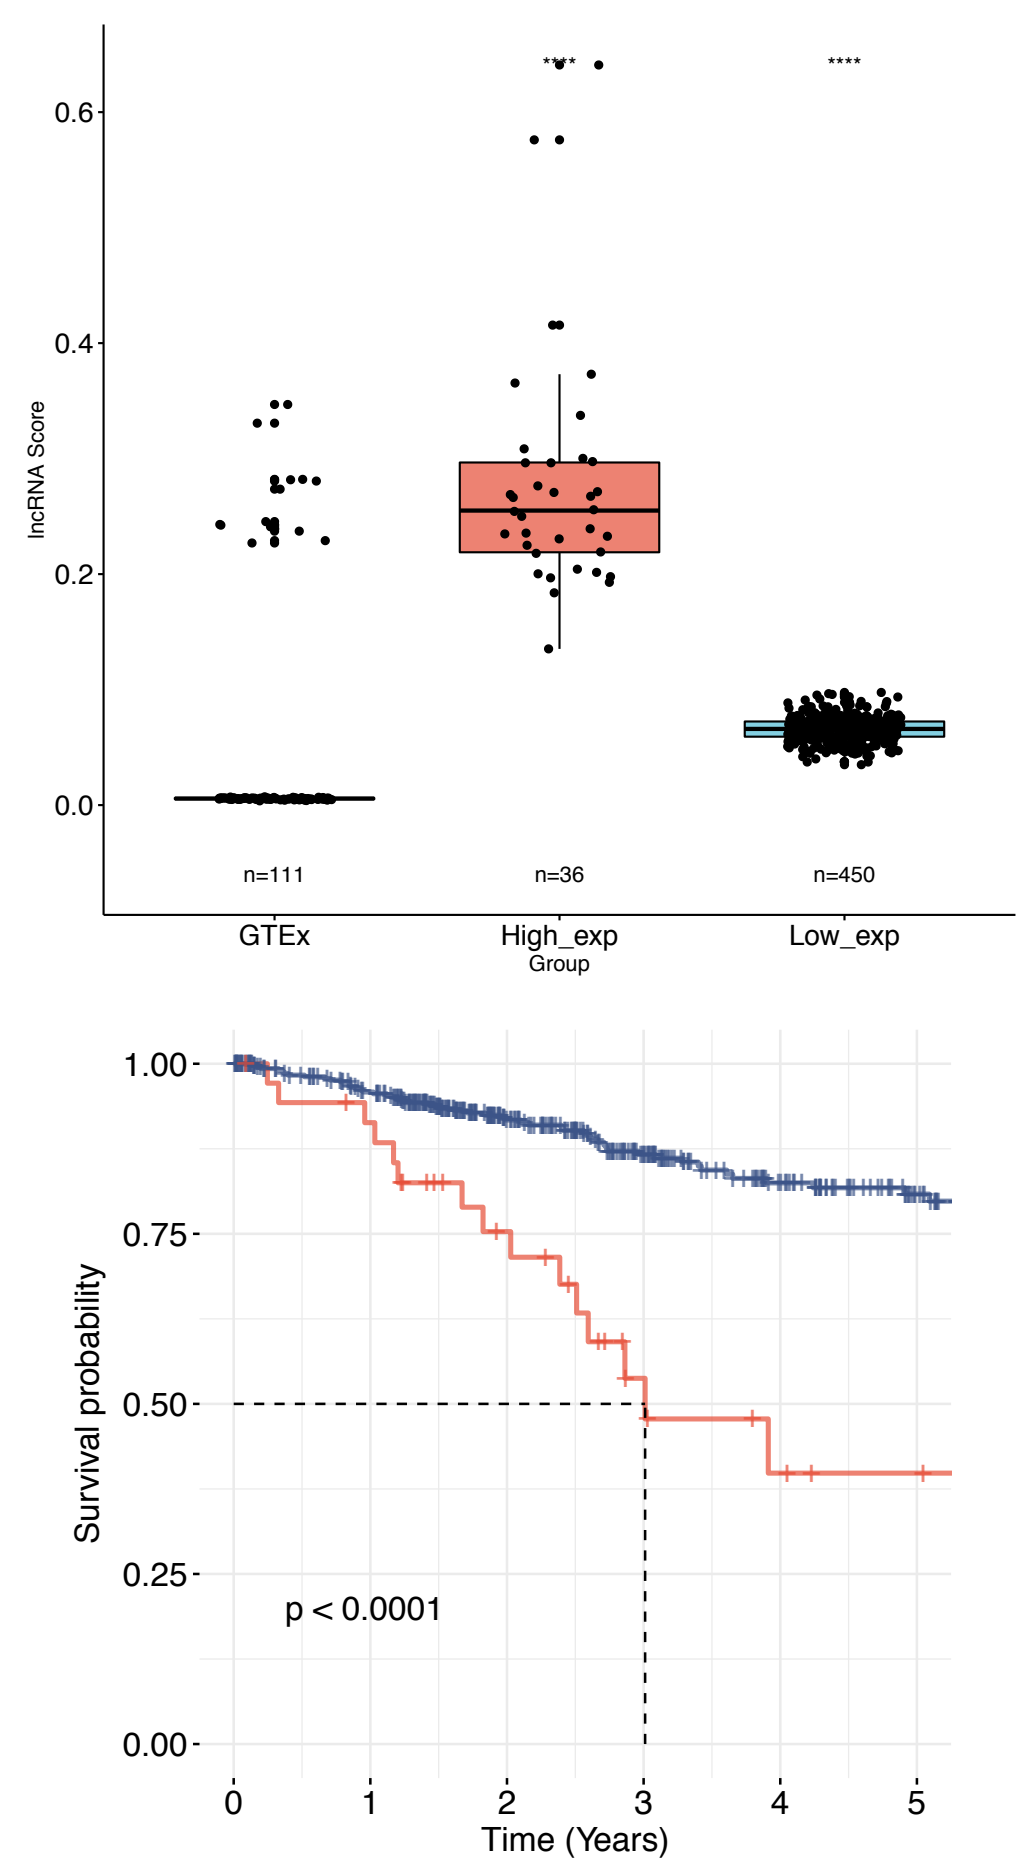 ****
****
0.6
0.4
0.2
0.0
lncRNA Score
n=111
n=36
n=450
GTEx
High_exp
Low_exp
Group
1.00
0.75
0.50
0.25
0.00
Survival probability
p < 0.0001
0
1
2
3
4
5
Time (Years)